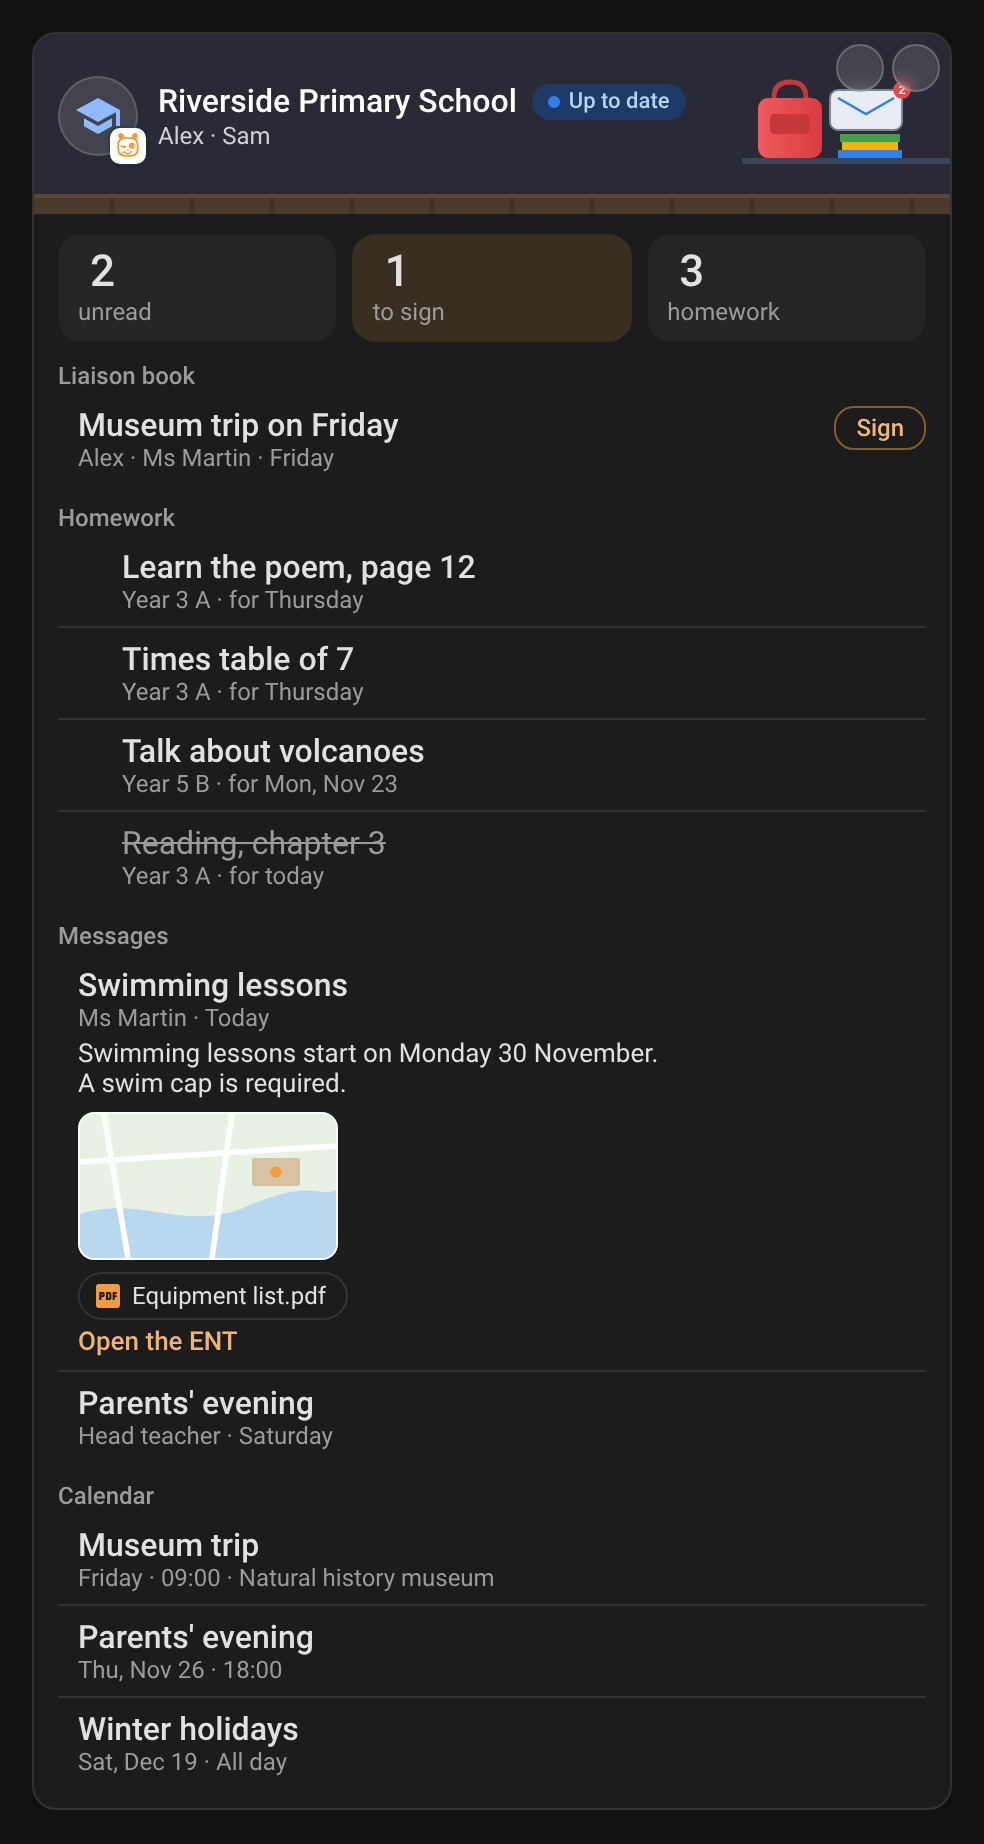 Riverside Primary School
Up to date
Alex · Sam
2
2
unread
1
to sign
3
homework
Liaison book
Museum trip on Friday
Alex · Ms Martin · Friday
Sign
Homework
Learn the poem, page 12
Year 3 A · for Thursday
Times table of 7
Year 3 A · for Thursday
Talk about volcanoes
Year 5 B · for Mon, Nov 23
Reading, chapter 3
Year 3 A · for today
Messages
Swimming lessons
Ms Martin · Today
Swimming lessons start on Monday 30 November.
A swim cap is required.
PDF Equipment list.pdf
Open the ENT
Parents' evening
Head teacher · Saturday
Calendar
Museum trip
Friday · 09:00 · Natural history museum
Parents' evening
Thu, Nov 26 · 18:00
Winter holidays
Sat, Dec 19 · All day